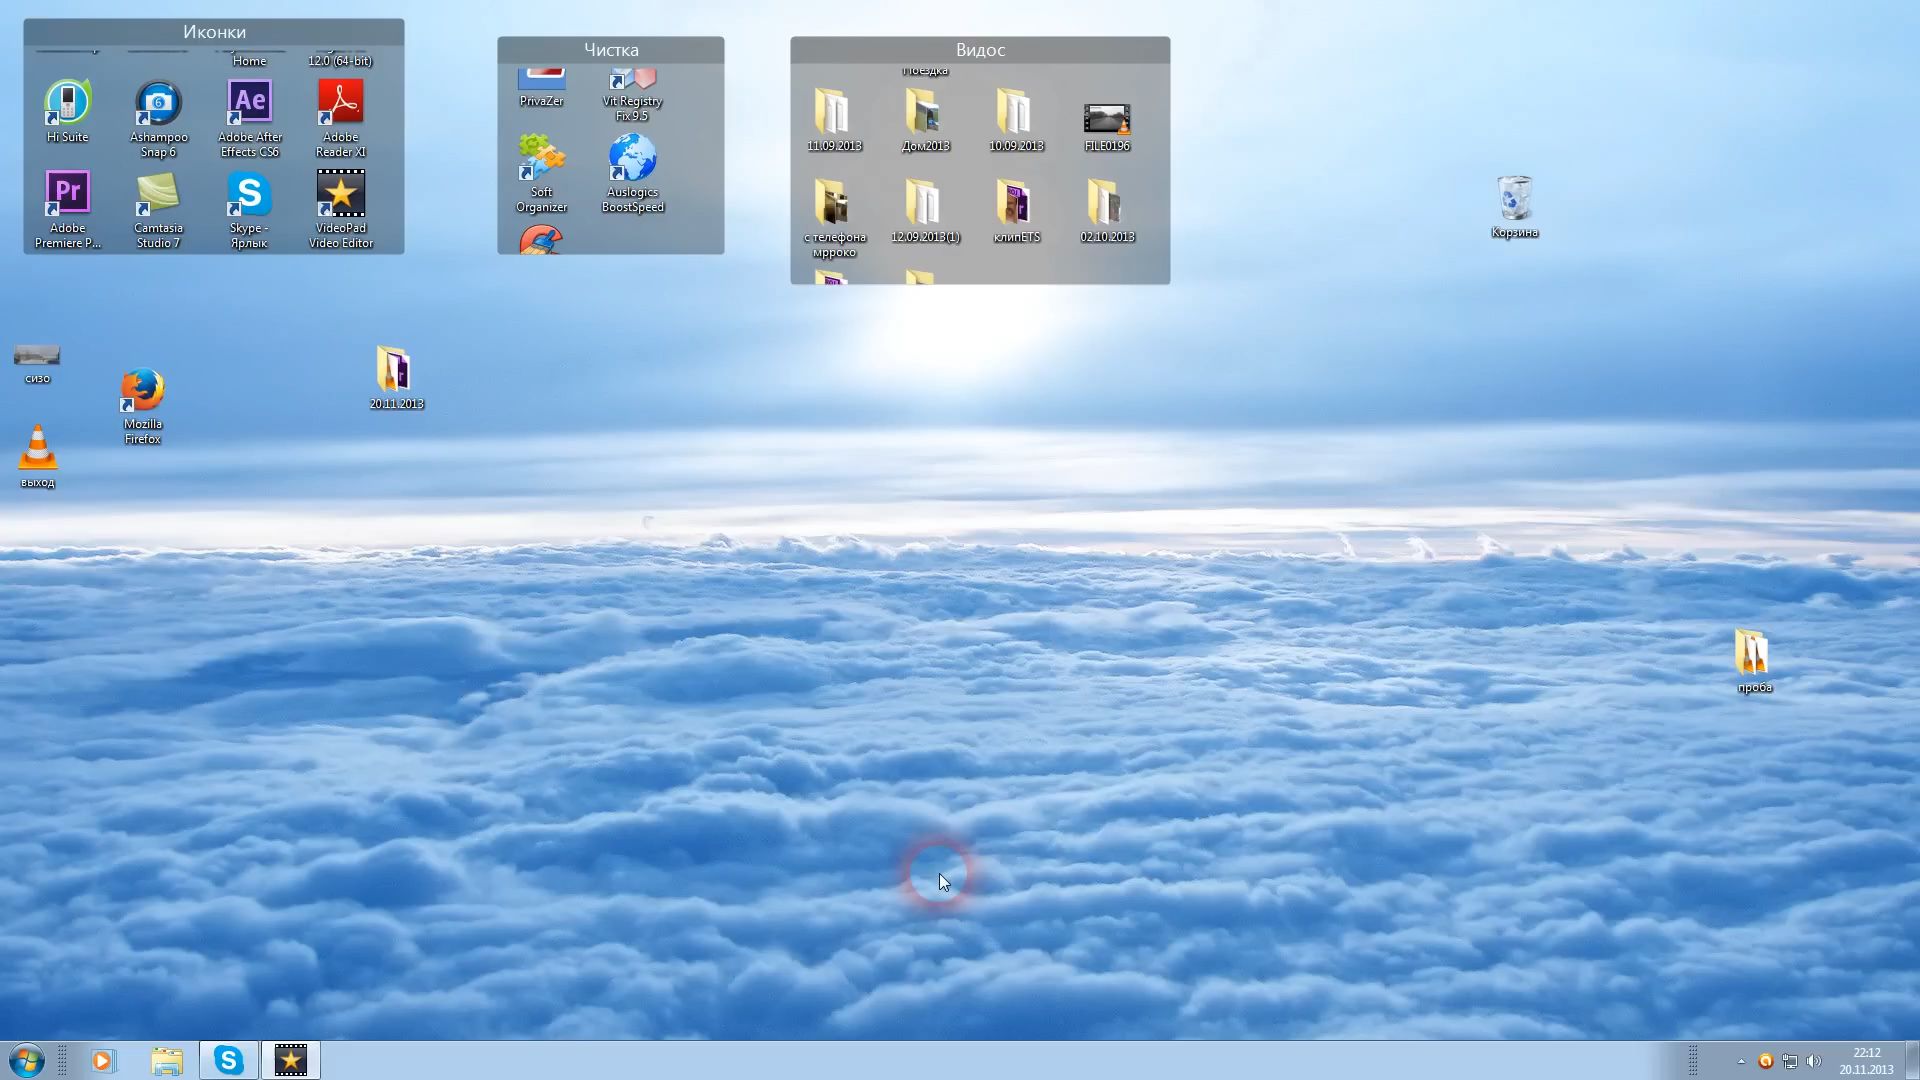 Иконки
Home
12.0 (64-bit)
Hi Suite
Ashampoo
Snap 6
Adobe After
Effects CS6
Adobe
Reader XI
Adobe
Premiere P...
Camtasia
Studio 7
Skype -
Ярлык
VideoPad
Video Editor
Чистка
PrivaZer
Vit Registry
Fix 9.5
Soft
Organizer
Auslogics
BoostSpeed
Видос
Поездка
11.09.2013
Дом2013
10.09.2013
FILE0196
с телефона
мрроко
12.09.2013(1)
клипETS
02.10.2013
Корзина
сизо
Mozilla
Firefox
20.11.2013
выход
проба
22:12
20.11.2013